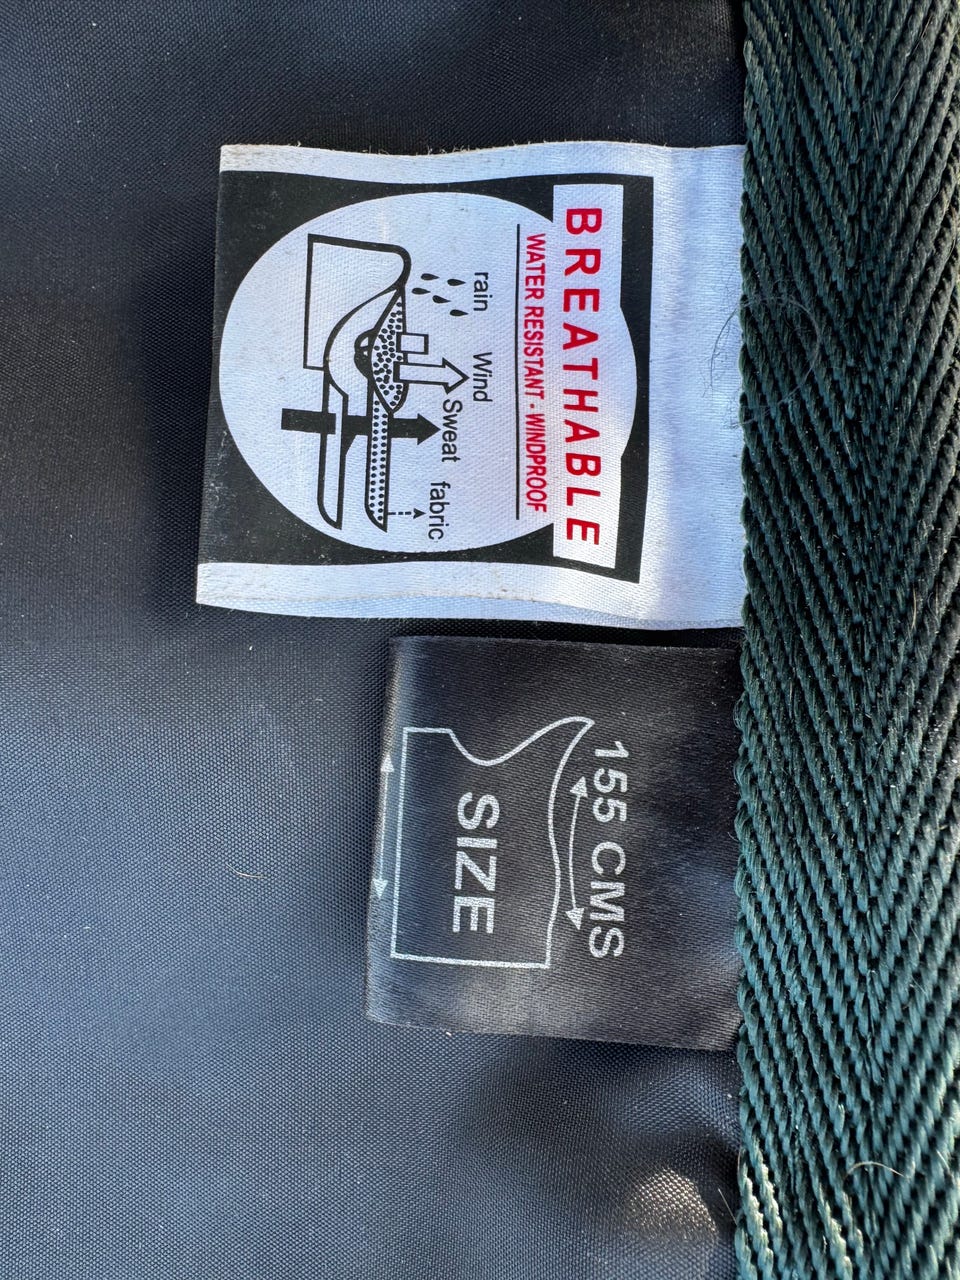 BREATHABLE
WATER RESISTANT - WINDPROOF
rain
Wind
Sweat
fabric
155 CMS
SIZE